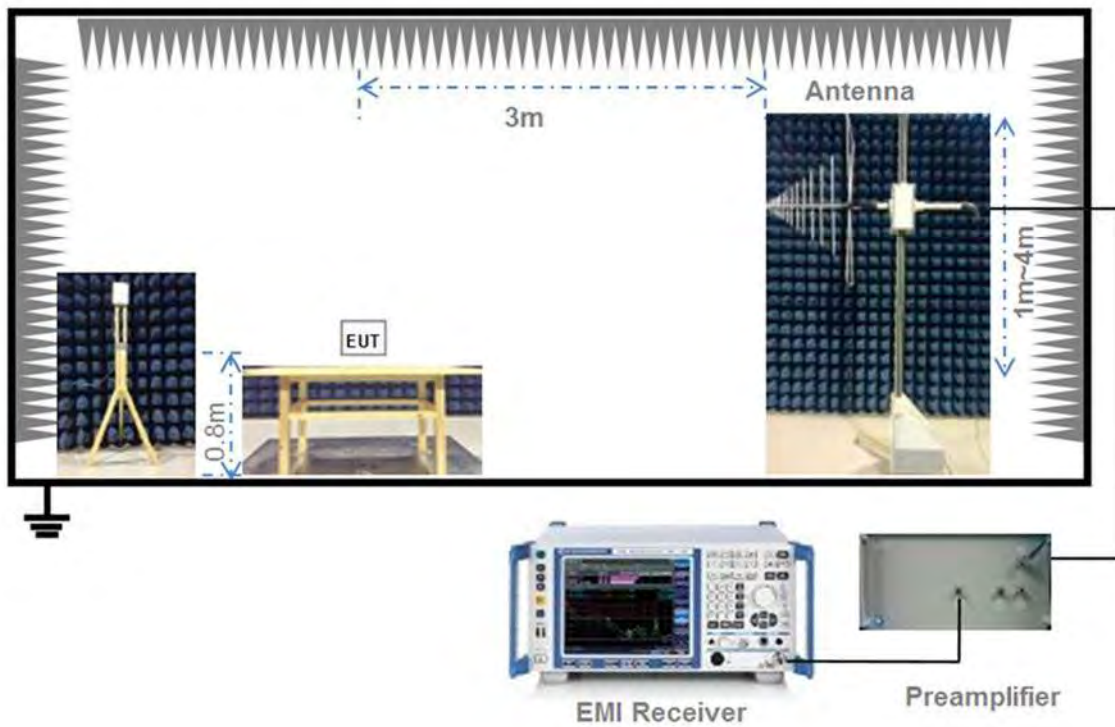 Antenna
3m
1m~4m
EUT
0.8m
EMI Receiver
Preamplifier